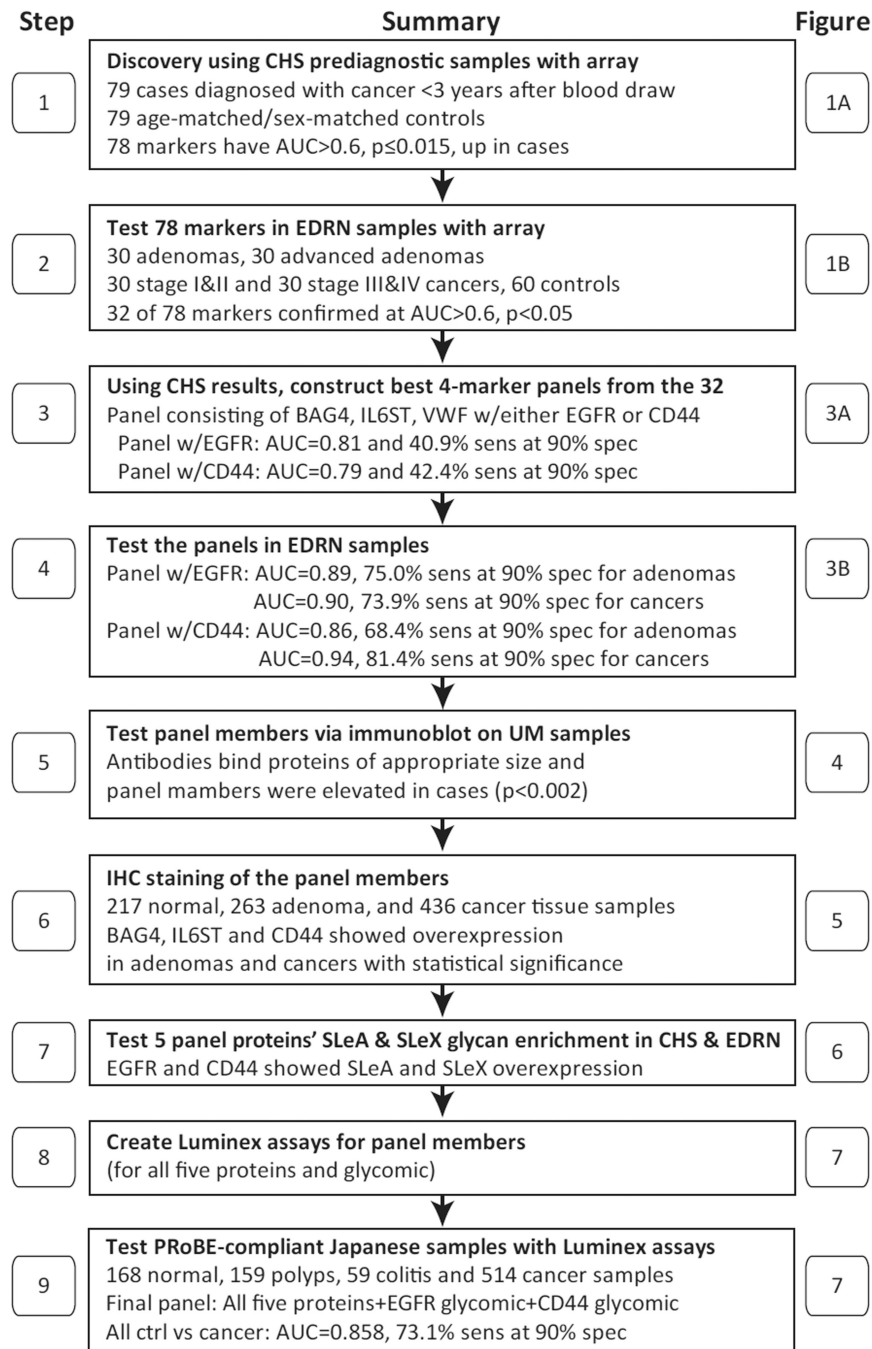 Step Summary Figure
1
Discovery using CHS prediagnostic samples with array
79 cases diagnosed with cancer <3 years after blood draw
79 age-matched/sex-matched controls
78 markers have AUC>0.6, p≤0.015, up in cases
1A
2
Test 78 markers in EDRN samples with array
30 adenomas, 30 advanced adenomas
30 stage I&II and 30 stage III&IV cancers, 60 controls
32 of 78 markers confirmed at AUC>0.6, p<0.05
1B
3
Using CHS results, construct best 4-marker panels from the 32
Panel consisting of BAG4, IL6ST, VWF w/either EGFR or CD44
Panel w/EGFR: AUC=0.81 and 40.9% sens at 90% spec
Panel w/CD44: AUC=0.79 and 42.4% sens at 90% spec
3A
4
Test the panels in EDRN samples
Panel w/EGFR: AUC=0.89, 75.0% sens at 90% spec for adenomas
AUC=0.90, 73.9% sens at 90% spec for cancers
Panel w/CD44: AUC=0.86, 68.4% sens at 90% spec for adenomas
AUC=0.94, 81.4% sens at 90% spec for cancers
3B
5
Test panel members via immunoblot on UM samples
Antibodies bind proteins of appropriate size and
panel mambers were elevated in cases (p<0.002)
4
6
IHC staining of the panel members
217 normal, 263 adenoma, and 436 cancer tissue samples
BAG4, IL6ST and CD44 showed overexpression
in adenomas and cancers with statistical significance
5
7
Test 5 panel proteins' SLeA & SLeX glycan enrichment in CHS & EDRN
EGFR and CD44 showed SLeA and SLeX overexpression
6
8
Create Luminex assays for panel members
(for all five proteins and glycomic)
7
9
Test PRoBE-compliant Japanese samples with Luminex assays
168 normal, 159 polyps, 59 colitis and 514 cancer samples
Final panel: All five proteins+EGFR glycomic+CD44 glycomic
All ctrl vs cancer: AUC=0.858, 73.1% sens at 90% spec
7